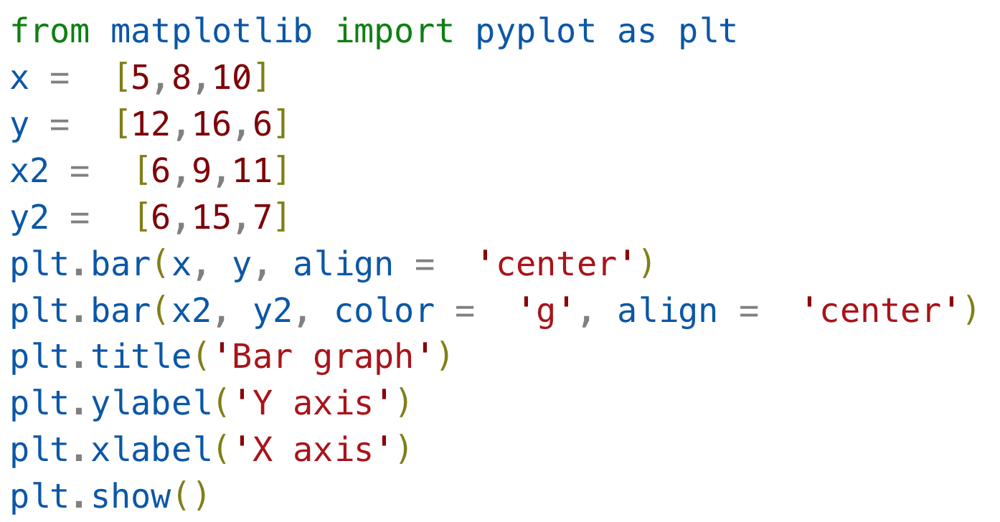 from matplotlib import pyplot as plt
x =  [5,8,10]
y =  [12,16,6]
x2 =  [6,9,11]
y2 =  [6,15,7]
plt.bar(x, y, align =  'center')
plt.bar(x2, y2, color =  'g', align =  'center')
plt.title('Bar graph')
plt.ylabel('Y axis')
plt.xlabel('X axis')
plt.show()